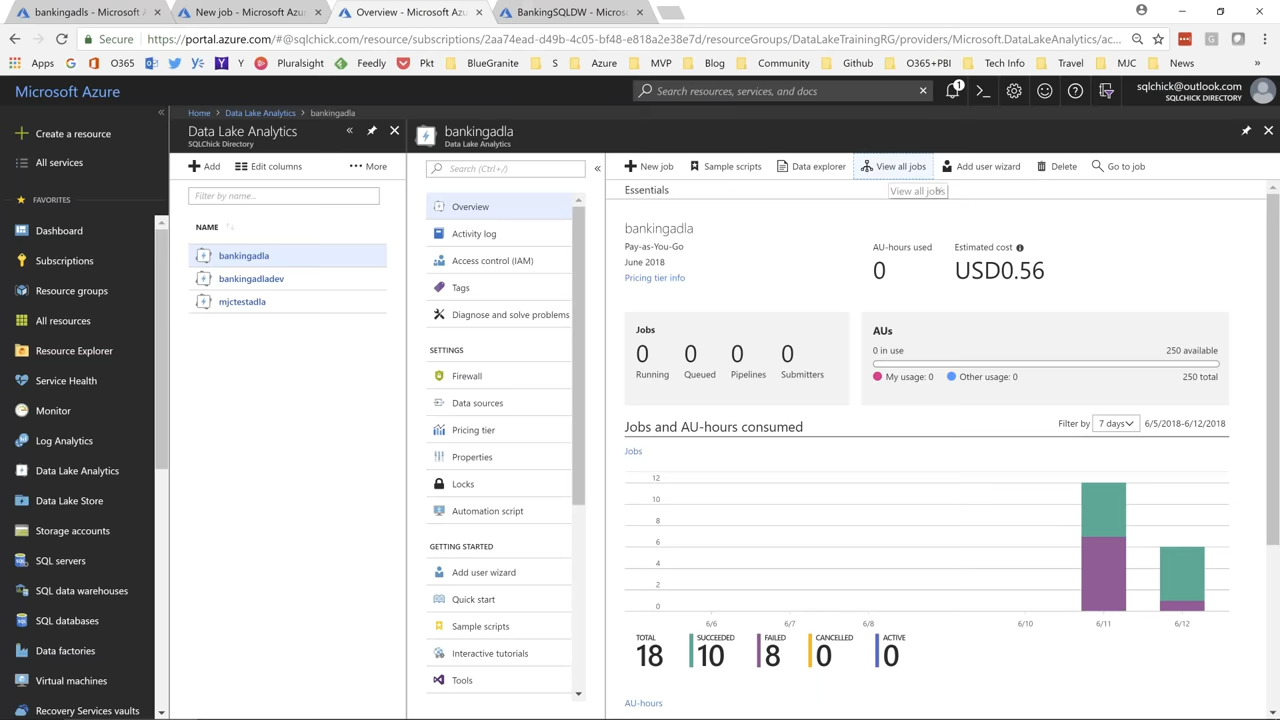 bankingadls - Microsoft A
New job - Microsoft Azur
Overview - Microsoft Azu
BankingSQLDW - Microso
Secure
https://portal.azure.com/#@sqlchick.com/resource/subscriptions/2aa74ead-d49b-4c05-bf48-e818a2e38e7d/resourceGroups/DataLakeTrainingRG/providers/Microsoft.DataLakeAnalytics/ac...
Apps
O365
Y
Pluralsight
Feedly
Pkt
BlueGranite
S
Azure
MVP
Blog
Community
Github
O365+PBI
Tech Info
Travel
MJC
News
»
Microsoft Azure
Search resources, services, and docs
1
sqlchick@outlook.com
SQLCHICK DIRECTORY
Create a resource
All services
FAVORITES
Dashboard
Subscriptions
Resource groups
All resources
Resource Explorer
Service Health
Monitor
Log Analytics
Data Lake Analytics
Data Lake Store
Storage accounts
SQL servers
SQL data warehouses
SQL databases
Data factories
Virtual machines
Recovery Services vaults
Home > Data Lake Analytics > bankingadla
Data Lake Analytics
SQLChick Directory
Add
Edit columns
More
Filter by name...
NAME
bankingadla
bankingadladev
mjctestadla
bankingadla
Data Lake Analytics
Search (Ctrl+/)
Overview
Activity log
Access control (IAM)
Tags
Diagnose and solve problems
SETTINGS
Firewall
Data sources
Pricing tier
Properties
Locks
Automation script
GETTING STARTED
Add user wizard
Quick start
Sample scripts
Interactive tutorials
Tools
New job
Sample scripts
Data explorer
View all jobs
Add user wizard
Delete
Go to job
Essentials
View all jobs
bankingadla
Pay-as-You-Go
June 2018
Pricing tier info
AU-hours used
0
Estimated cost
USD0.56
Jobs
0 0 0 0
Running Queued Pipelines Submitters
AUs
0 in use 250 available
My usage: 0 Other usage: 0 250 total
Jobs and AU-hours consumed
Filter by 7 days 6/5/2018-6/12/2018
Jobs
12
10
8
6
4
2
0
6/6 6/7 6/8 6/10 6/11 6/12
TOTAL SUCCEEDED FAILED CANCELLED ACTIVE
18 10 8 0 0
AU-hours